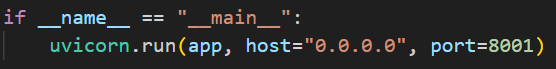 if __name__ == "__main__":
    uvicorn.run(app, host="0.0.0.0", port=8001)